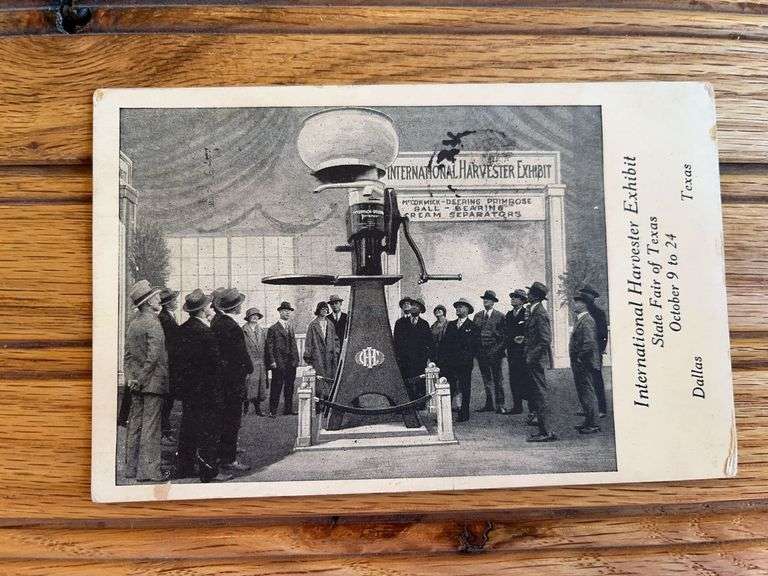 INTERNATIONAL HARVESTER EXHIBIT
McCORMICK-DEERING PRIMROSE
BALL-BEARING
CREAM SEPARATORS
IHC
International Harvester Exhibit
State Fair of Texas
October 9 to 24
Dallas Texas